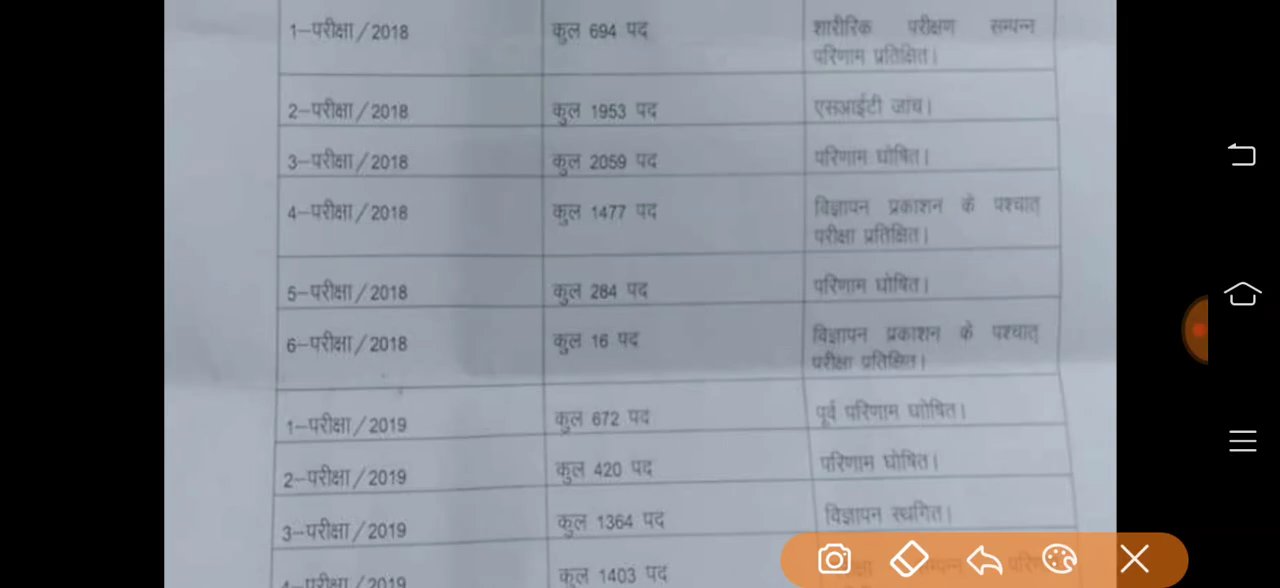 1-परीक्षा/2018 कुल 694 पद शारीरिक परीक्षण सम्पन्न
परिणाम प्रतिक्षित।
2-परीक्षा/2018 कुल 1953 पद एसआईटी जांच।
3-परीक्षा/2018 कुल 2059 पद परिणाम घोषित।
4-परीक्षा/2018 कुल 1477 पद विज्ञापन प्रकाशन के पश्चात्
परीक्षा प्रतिक्षित।
5-परीक्षा/2018 कुल 284 पद परिणाम घोषित।
6-परीक्षा/2018 कुल 16 पद विज्ञापन प्रकाशन के पश्चात्
परीक्षा प्रतिक्षित।
1-परीक्षा/2019 कुल 672 पद पूर्व परिणाम घाोषित।
2-परीक्षा/2019 कुल 420 पद परिणाम घोषित।
3-परीक्षा/2019 कुल 1364 पद विज्ञापन स्थगित।
4-परीक्षा/2019 कुल 1403 पद